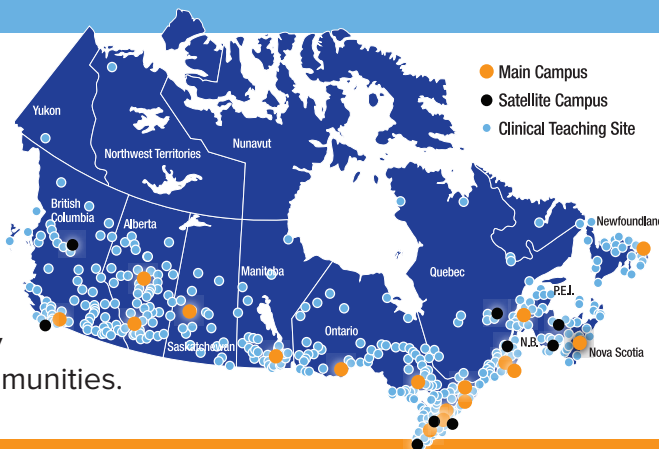 Main Campus
Satellite Campus
Clinical Teaching Site
Yukon
Northwest Territories
Nunavut
British
Columbia
Alberta
Newfoundland
Manitoba
Quebec
P.E.I.
Ontario
Saskatchewan
N.B.
Nova Scotia
munities.